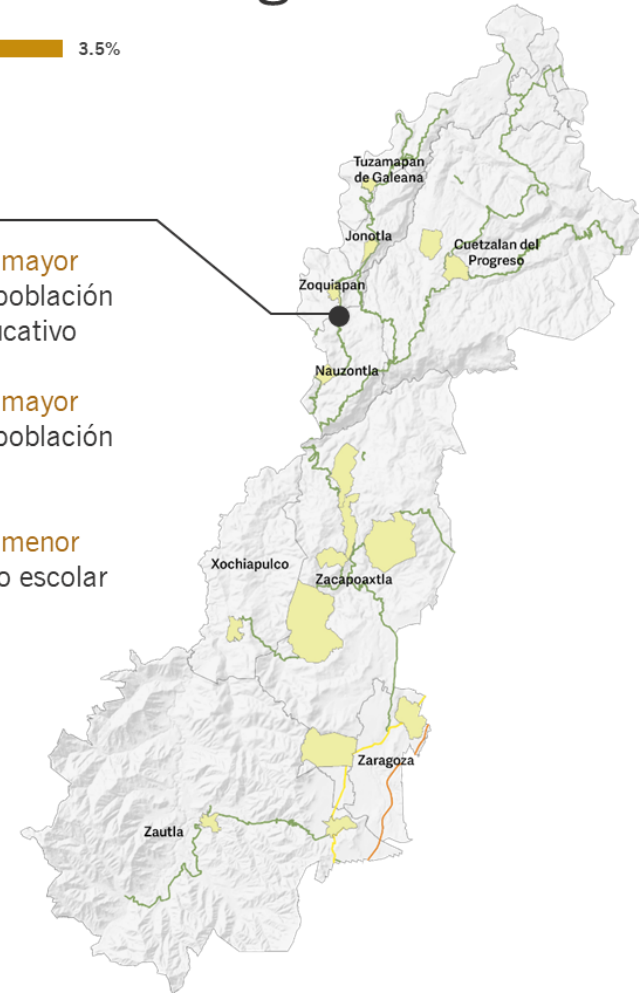 3.5%
Tuzamapan
de Galeana
Jonotla
Cuetzalan del
Progreso
mayor
población
ucativo
Zoquiapan
Nauzontla
mayor
población
menor
o escolar
Xochiapulco
Zacapoaxtla
Zaragoza
Zautla